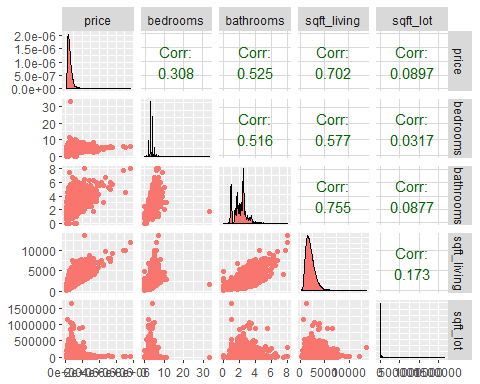 price bedrooms bathrooms sqft_living sqft_lot
2.0e-06
1.5e-06
1.0e-06
5.0e-07
0.0e+00
Corr:
0.308
Corr:
0.525
Corr:
0.702
Corr:
0.0897
price
30
20
10
0
Corr:
0.516
Corr:
0.577
Corr:
0.0317
bedrooms
8
6
4
2
0
Corr:
0.755
Corr:
0.0877
bathrooms
10000
5000
0
Corr:
0.173
sqft_living
1500000
1000000
500000
0
sqft_lot
0 10 20 30
0 2 4 6 8
0 5000 10000